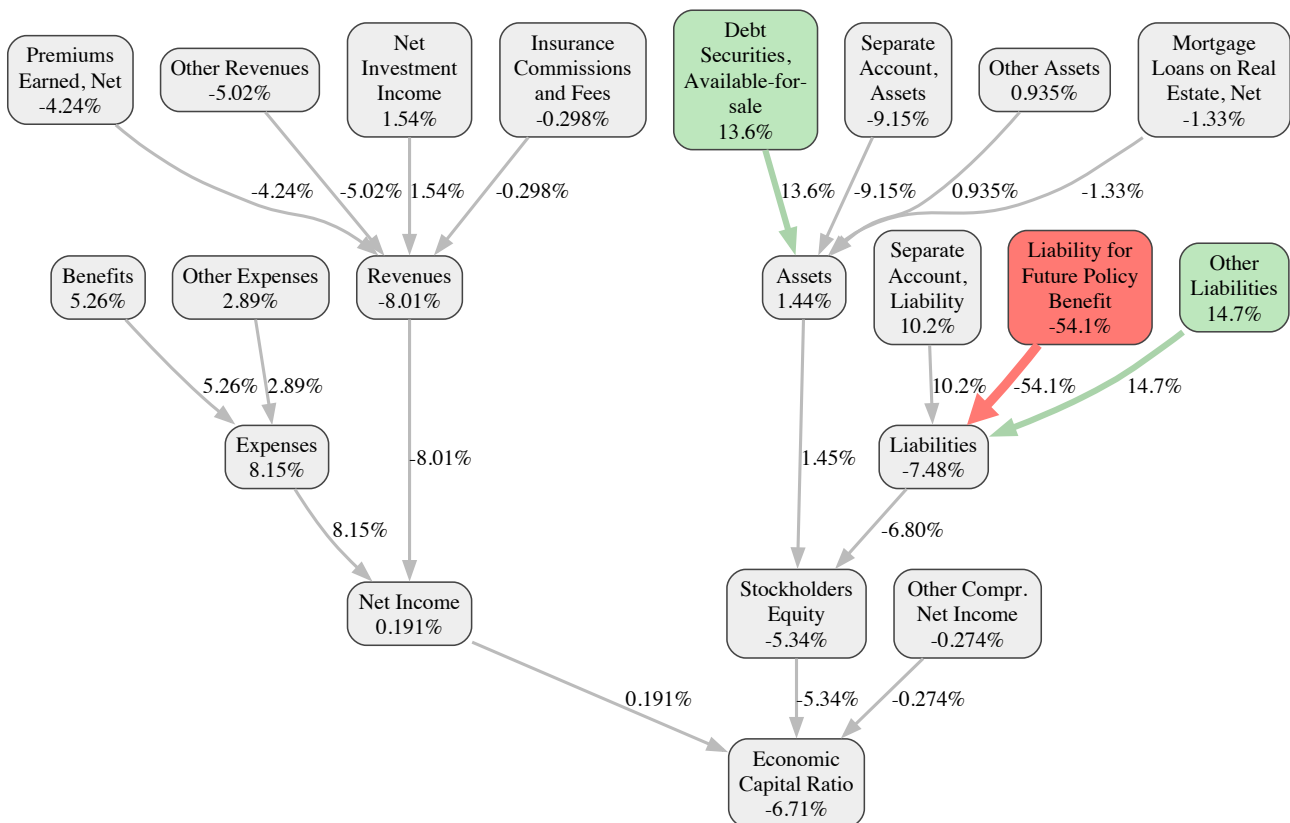 Premiums
Earned, Net
-4.24%
Other Revenues
-5.02%
Net
Investment
Income
1.54%
Insurance
Commissions
and Fees
-0.298%
Debt
Securities,
Available-for-
sale
13.6%
Separate
Account,
Assets
-9.15%
Other Assets
0.935%
Mortgage
Loans on Real
Estate, Net
-1.33%
-4.24%
-5.02%
1.54%
-0.298%
13.6%
-9.15%
0.935%
-1.33%
Benefits
5.26%
Other Expenses
2.89%
Revenues
-8.01%
Assets
1.44%
Separate
Account,
Liability
10.2%
Liability for
Future Policy
Benefit
-54.1%
Other
Liabilities
14.7%
5.26%
2.89%
10.2%
-54.1%
14.7%
Expenses
8.15%
-8.01%
1.45%
Liabilities
-7.48%
8.15%
-6.80%
Net Income
0.191%
Stockholders
Equity
-5.34%
Other Compr.
Net Income
-0.274%
0.191%
-5.34%
-0.274%
Economic
Capital Ratio
-6.71%